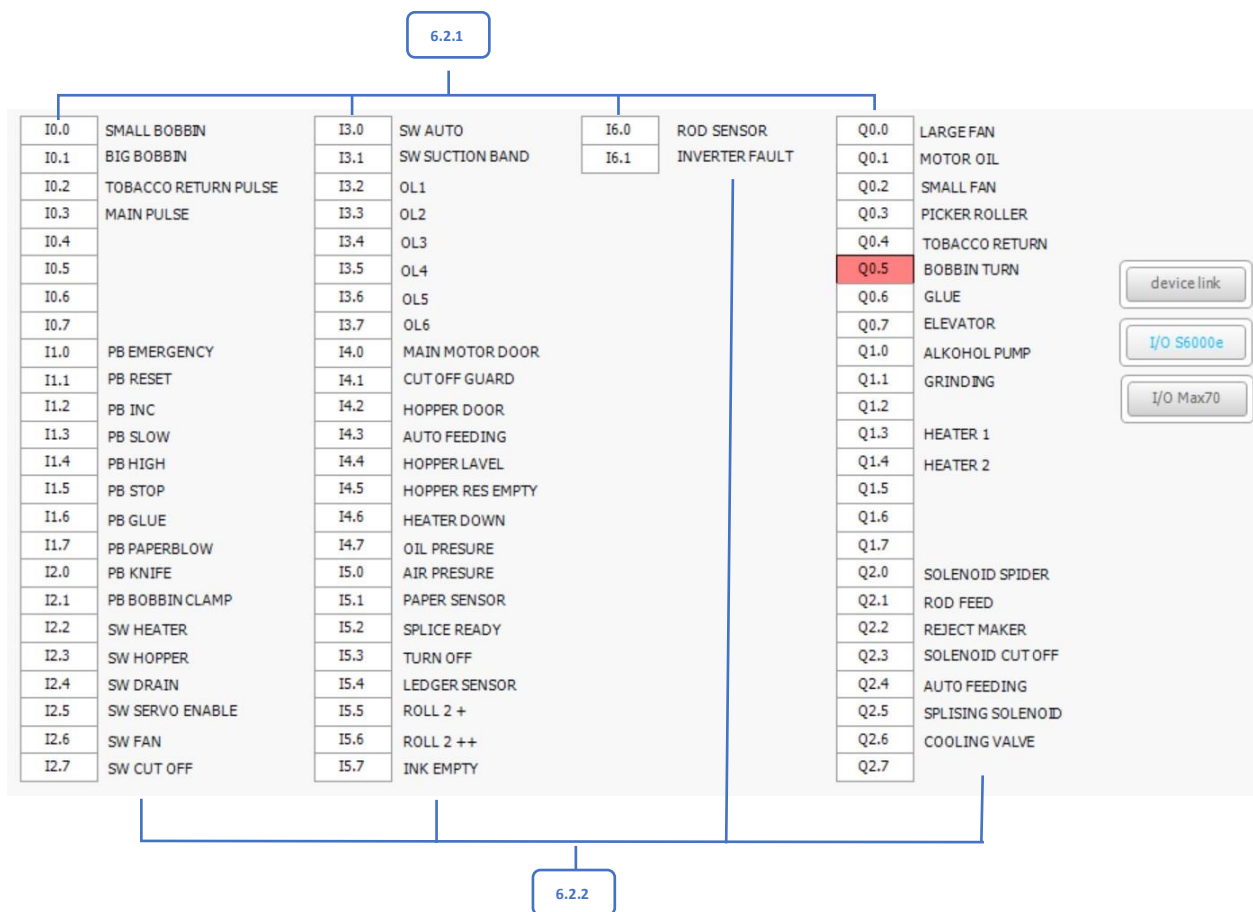 6.2.1
I0.0 SMALL BOBBIN I3.0 SW AUTO I6.0 ROD SENSOR Q0.0 LARGE FAN
I0.1 BIG BOBBIN I3.1 SW SUCTION BAND I6.1 INVERTER FAULT Q0.1 MOTOR OIL
I0.2 TOBACCO RETURN PULSE I3.2 OL1 Q0.2 SMALL FAN
I0.3 MAIN PULSE I3.3 OL2 Q0.3 PICKER ROLLER
I0.4 I3.4 OL3 Q0.4 TOBACCO RETURN
I0.5 I3.5 OL4 Q0.5 BOBBIN TURN
device link
I0.6 I3.6 OL5 Q0.6 GLUE
I0.7 I3.7 OL6 Q0.7 ELEVATOR
I/O S6000e
I1.0 PB EMERGENCY I4.0 MAIN MOTOR DOOR Q1.0 ALKOHOL PUMP
I1.1 PB RESET I4.1 CUT OFF GUARD Q1.1 GRINDING
I/O Max70
I1.2 PB INC I4.2 HOPPER DOOR Q1.2
I1.3 PB SLOW I4.3 AUTO FEEDING Q1.3 HEATER 1
I1.4 PB HIGH I4.4 HOPPER LAVEL Q1.4 HEATER 2
I1.5 PB STOP I4.5 HOPPER RES EMPTY Q1.5
I1.6 PB GLUE I4.6 HEATER DOWN Q1.6
I1.7 PB PAPERBLOW I4.7 OIL PRESURE Q1.7
I2.0 PB KNIFE I5.0 AIR PRESURE Q2.0 SOLENOID SPIDER
I2.1 PB BOBBIN CLAMP I5.1 PAPER SENSOR Q2.1 ROD FEED
I2.2 SW HEATER I5.2 SPLICE READY Q2.2 REJECT MAKER
I2.3 SW HOPPER I5.3 TURN OFF Q2.3 SOLENOID CUT OFF
I2.4 SW DRAIN I5.4 LEDGER SENSOR Q2.4 AUTO FEEDING
I2.5 SW SERVO ENABLE I5.5 ROLL 2 + Q2.5 SPLISING SOLENOID
I2.6 SW FAN I5.6 ROLL 2 ++ Q2.6 COOLING VALVE
I2.7 SW CUT OFF I5.7 INK EMPTY Q2.7
6.2.2